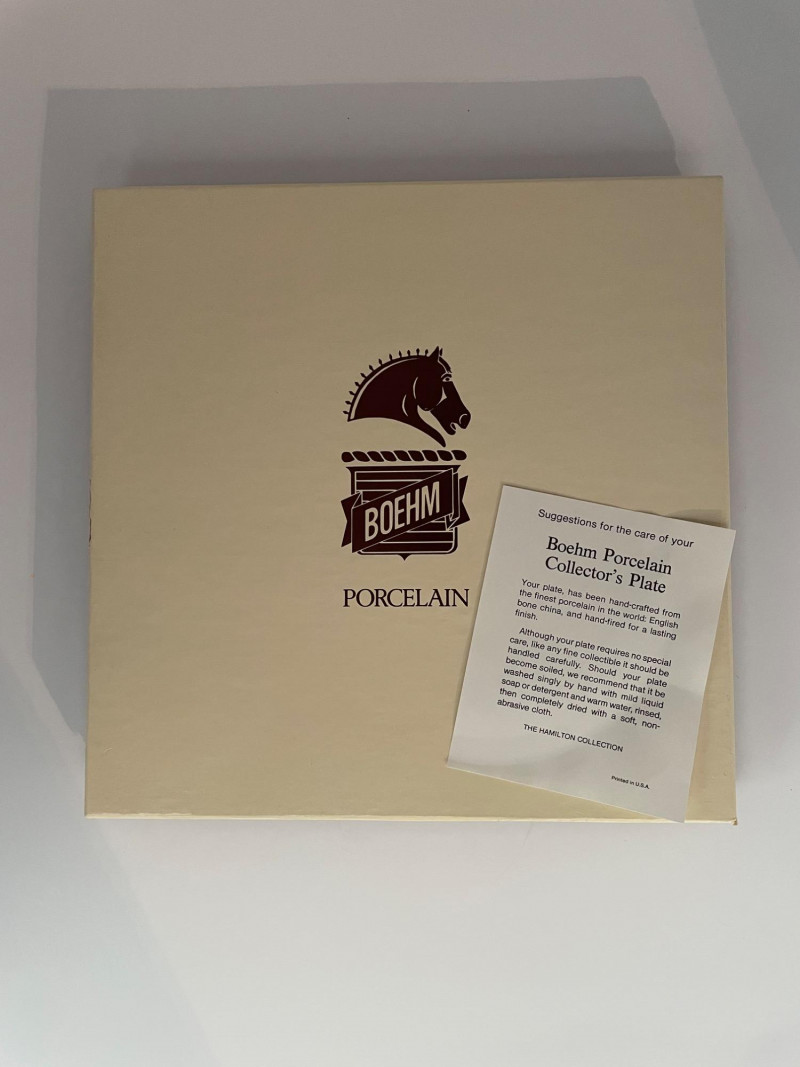 BOEHM
PORCELAIN
Suggestions for the care of your
Boehm Porcelain
Collector's Plate
Your plate, has been hand-crafted from
the finest porcelain in the world: English
bone china, and hand-fired for a lasting
finish.
Although your plate requires no special
care, like any fine collectible it should be
handled carefully. Should your plate
become soiled, we recommend that it be
washed singly by hand with mild liquid
soap or detergent and warm water, rinsed,
then completely dried with a soft, non-
abrasive cloth.
THE HAMILTON COLLECTION
Printed in U.S.A.